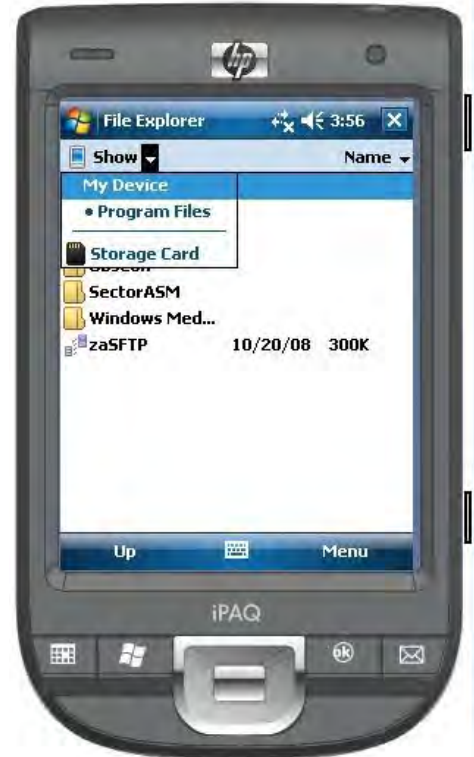 hp
File Explorer 3:56
Show Name
My Device
• Program Files
Storage Card
SectorASM
Windows Med...
zaSFTP 10/20/08 300K
Up Menu
iPAQ
ok